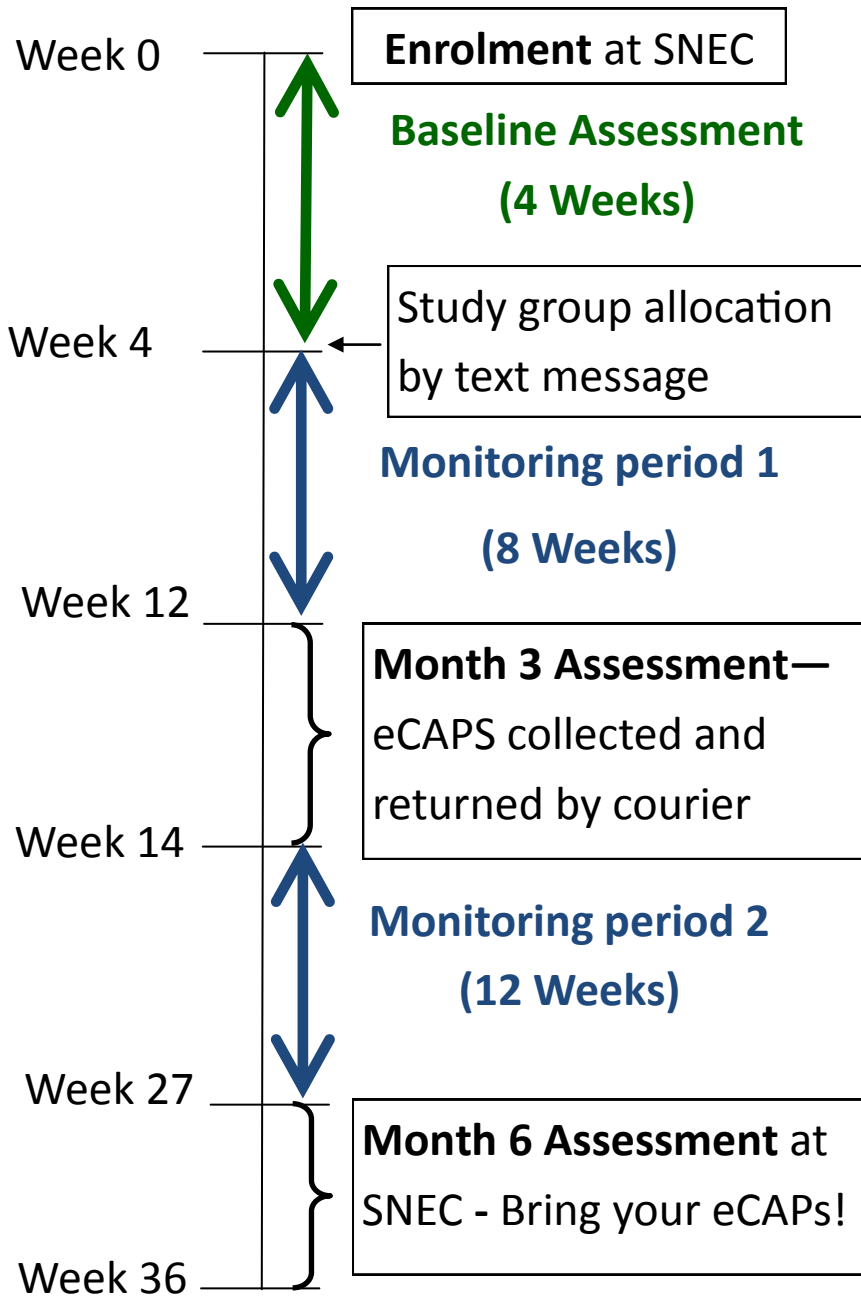 Week 0
Enrolment at SNEC
Baseline Assessment
(4 Weeks)
Study group allocation
by text message
Week 4
Monitoring period 1
(8 Weeks)
Week 12
Month 3 Assessment—
eCAPS collected and
returned by courier
Week 14
Monitoring period 2
(12 Weeks)
Week 27
Month 6 Assessment at
SNEC - Bring your eCAPs!
Week 36